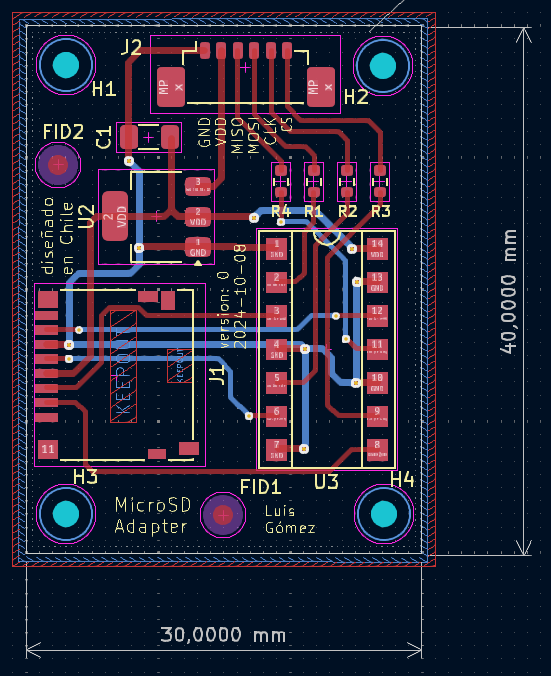 J2
H1
H2
MP
x
MP
x
C1
FID2
GND
VDD
MISO
MOSI
CLK
CS
R4
R1
R2
R3
U2
2
VDD
3
2
VDD
1
GND
diseñado
en Chile
version: 0
2024-10-08
KEEPOUT
KEEPOUT
J1
11
1
GND
2
3
4
GND
5
6
7
GND
14
VDD
13
GND
12
11
10
GND
9
8
U3
H3
H4
FID1
MicroSD
Adapter
Luis
Gómez
40,0000 mm
30,0000 mm